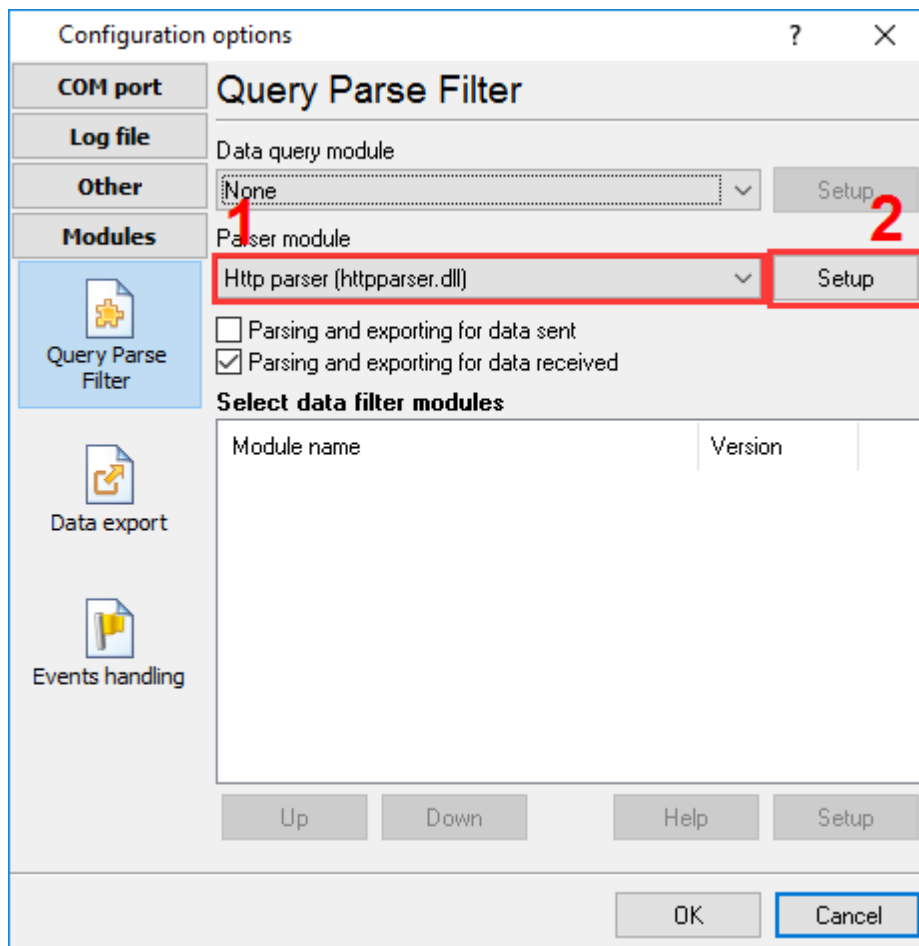 Configuration options
?
COM port
Log file
Other
Modules
Query Parse
Filter
Data export
Events handling
Query Parse Filter
Data query module
None
Setup
1
2
Parser module
Http parser (httpparser.dll)
Setup
Parsing and exporting for data sent
Parsing and exporting for data received
Select data filter modules
Module name Version
Up Down Help Setup
OK Cancel